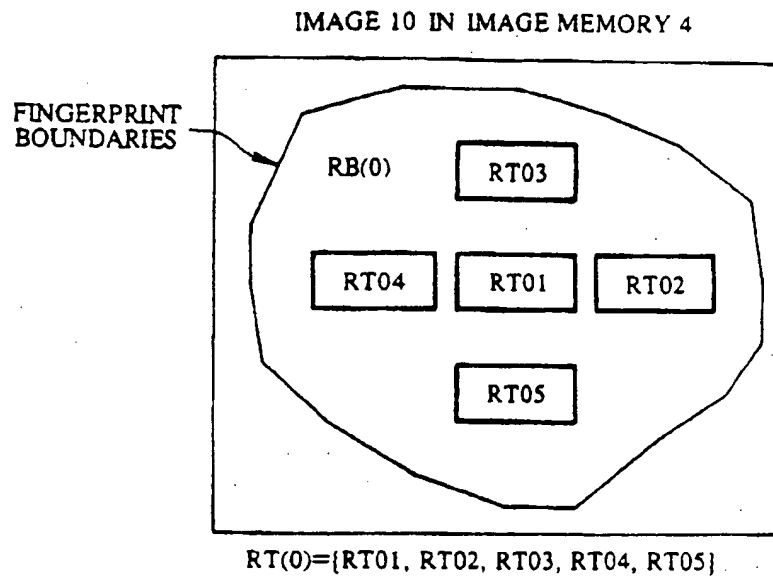 IMAGE 10 IN IMAGE MEMORY 4
FINGERPRINT
BOUNDARIES
RB(0)
RT03
RT04
RT01
RT02
RT05
RT(0)={RT01, RT02, RT03, RT04, RT05}